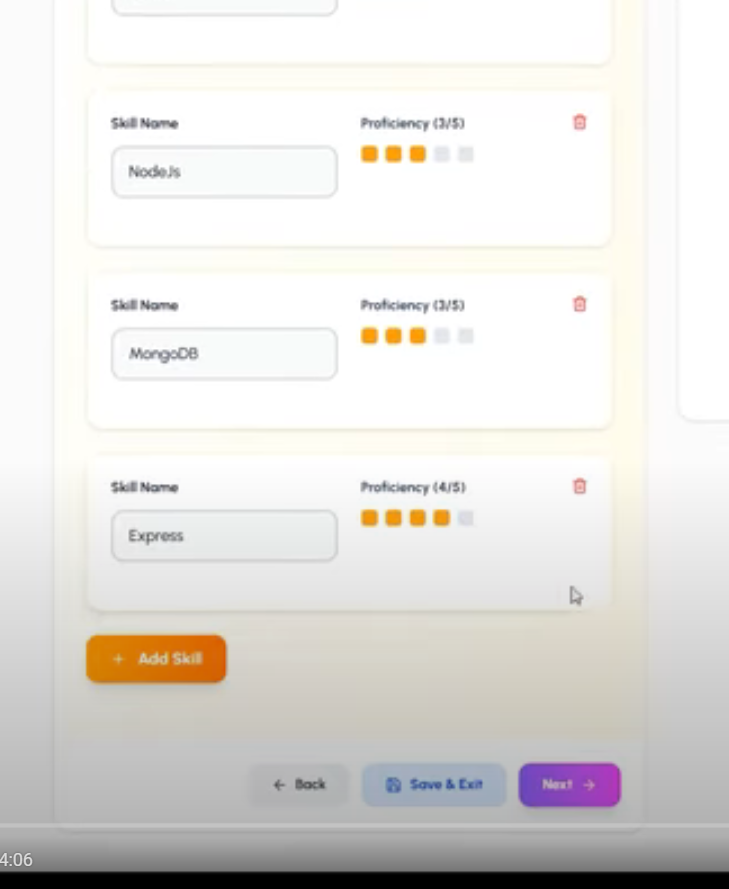 Skill Name
Proficiency (3/5)
NodeJs
Skill Name
Proficiency (3/5)
MongoDB
Skill Name
Proficiency (4/5)
Express
+ Add Skill
← Back
Save & Exit
Next →
4:06